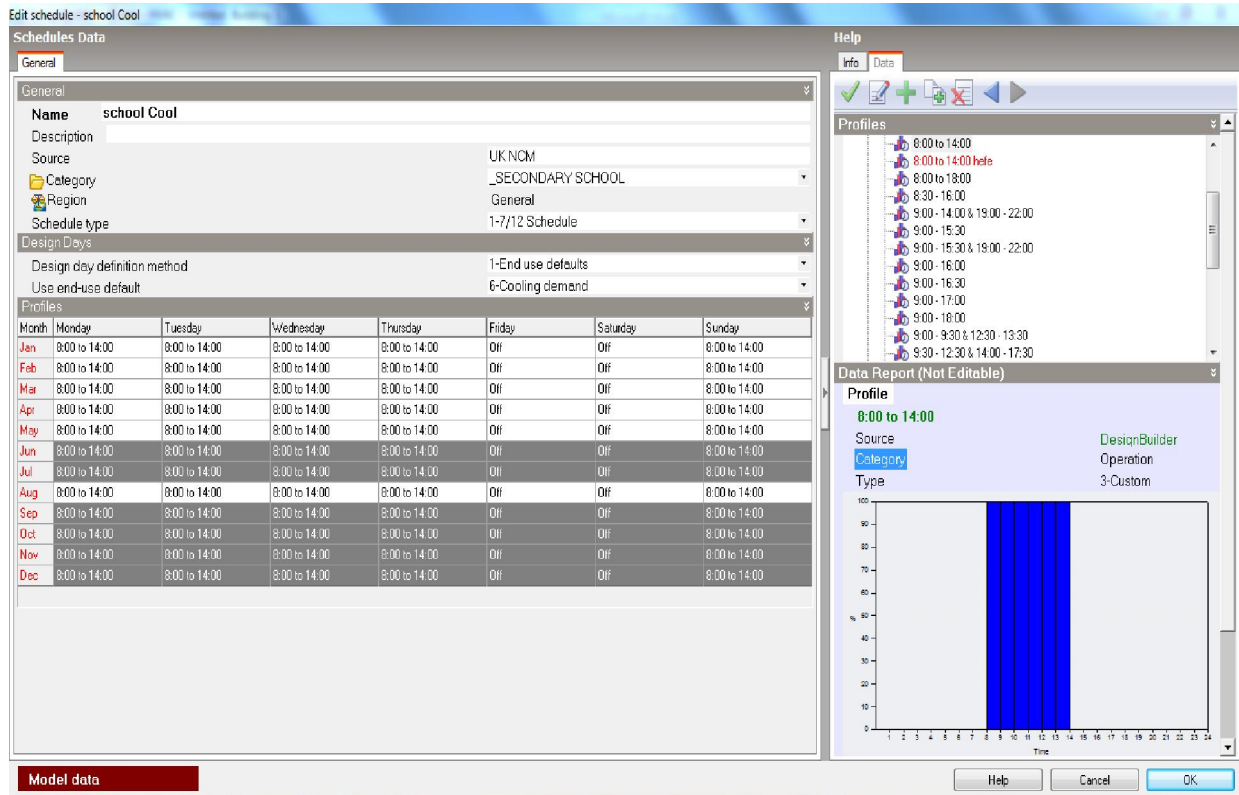 Edit schedule - school Cool
Schedules Data
General
General
Name school Cool
Description
Source UK NCM
Category _SECONDARY SCHOOL
Region General
Schedule type 1-7/12 Schedule
Design Days
Design day definition method 1-End use defaults
Use end-use default 6-Cooling demand
Profiles
Month Monday Tuesday Wednesday Thursday Friday Saturday Sunday
Jan 8:00 to 14:00 8:00 to 14:00 8:00 to 14:00 8:00 to 14:00 Off Off 8:00 to 14:00
Feb 8:00 to 14:00 8:00 to 14:00 8:00 to 14:00 8:00 to 14:00 Off Off 8:00 to 14:00
Mar 8:00 to 14:00 8:00 to 14:00 8:00 to 14:00 8:00 to 14:00 Off Off 8:00 to 14:00
Apr 8:00 to 14:00 8:00 to 14:00 8:00 to 14:00 8:00 to 14:00 Off Off 8:00 to 14:00
May 8:00 to 14:00 8:00 to 14:00 8:00 to 14:00 8:00 to 14:00 Off Off 8:00 to 14:00
Jun 8:00 to 14:00 8:00 to 14:00 8:00 to 14:00 8:00 to 14:00 Off Off 8:00 to 14:00
Jul 8:00 to 14:00 8:00 to 14:00 8:00 to 14:00 8:00 to 14:00 Off Off 8:00 to 14:00
Aug 8:00 to 14:00 8:00 to 14:00 8:00 to 14:00 8:00 to 14:00 Off Off 8:00 to 14:00
Sep 8:00 to 14:00 8:00 to 14:00 8:00 to 14:00 8:00 to 14:00 Off Off 8:00 to 14:00
Oct 8:00 to 14:00 8:00 to 14:00 8:00 to 14:00 8:00 to 14:00 Off Off 8:00 to 14:00
Nov 8:00 to 14:00 8:00 to 14:00 8:00 to 14:00 8:00 to 14:00 Off Off 8:00 to 14:00
Dec 8:00 to 14:00 8:00 to 14:00 8:00 to 14:00 8:00 to 14:00 Off Off 8:00 to 14:00
Model data
Help
Info Data
Profiles
8:00 to 14:00
8:00 to 14:00 hefe
8:00 to 18:00
8:30 - 16:00
9:00 - 14:00 & 19:00 - 22:00
9:00 - 15:30
9:00 - 15:30 & 19:00 - 22:00
9:00 - 16:00
9:00 - 16:30
9:00 - 17:00
9:00 - 18:00
9:00 - 9:30 & 12:30 - 13:30
9:30 - 12:30 & 14:00 - 17:30
Data Report (Not Editable)
Profile
8:00 to 14:00
Source DesignBuilder
Category Operation
Type 3-Custom
100
90
80
70
60
%
50
40
30
20
10
0
1 2 3 4 5 6 7 8 9 10 11 12 13 14 15 16 17 18 19 20 21 22 23 24
Time
Help Cancel OK